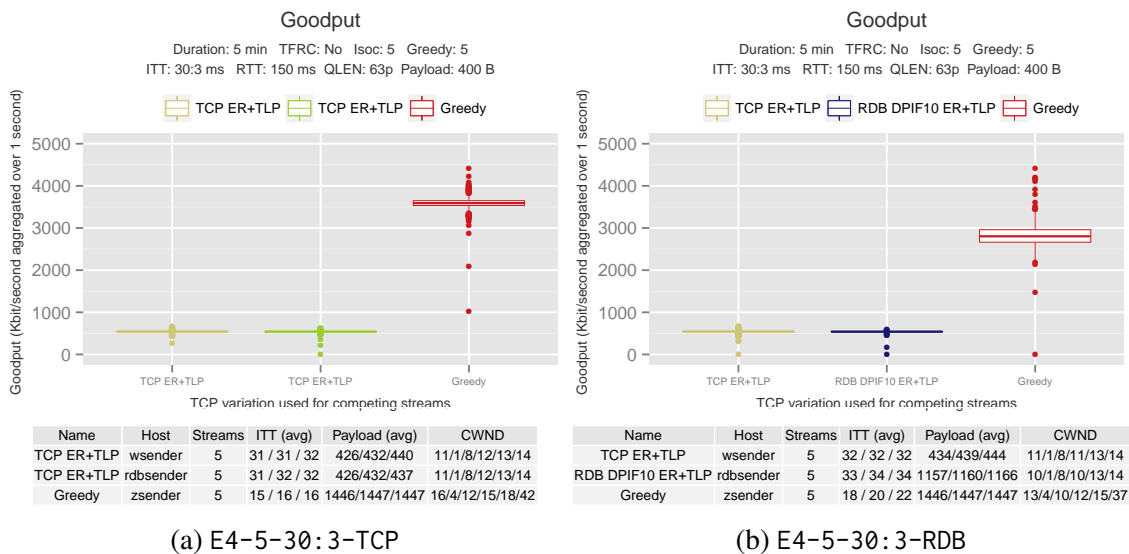 Goodput
Duration: 5 min TFRC: No Isoc: 5 Greedy: 5
ITT: 30:3 ms RTT: 150 ms QLEN: 63p Payload: 400 B
TCP ER+TLP TCP ER+TLP Greedy
Goodput (Kbit/second aggregated over 1 second)
5000
4000
3000
2000
1000
0
TCP ER+TLP TCP ER+TLP Greedy
TCP variation used for competing streams
Name Host Streams ITT (avg) Payload (avg) CWND
TCP ER+TLP wsender 5 31 / 31 / 32 426/432/440 11/1/8/12/13/14
TCP ER+TLP rdbsender 5 31 / 32 / 32 426/432/437 11/1/8/12/13/14
Greedy zsender 5 15 / 16 / 16 1446/1447/1447 16/4/12/15/18/42
(a) E4-5-30:3-TCP
Goodput
Duration: 5 min TFRC: No Isoc: 5 Greedy: 5
ITT: 30:3 ms RTT: 150 ms QLEN: 63p Payload: 400 B
TCP ER+TLP RDB DPIF10 ER+TLP Greedy
Goodput (Kbit/second aggregated over 1 second)
5000
4000
3000
2000
1000
0
TCP ER+TLP RDB DPIF10 ER+TLP Greedy
TCP variation used for competing streams
Name Host Streams ITT (avg) Payload (avg) CWND
TCP ER+TLP wsender 5 32 / 32 / 32 434/439/444 11/1/8/11/13/14
RDB DPIF10 ER+TLP rdbsender 5 33 / 34 / 34 1157/1160/1166 10/1/8/10/13/14
Greedy zsender 5 18 / 20 / 22 1446/1447/1447 13/4/10/12/15/37
(b) E4-5-30:3-RDB